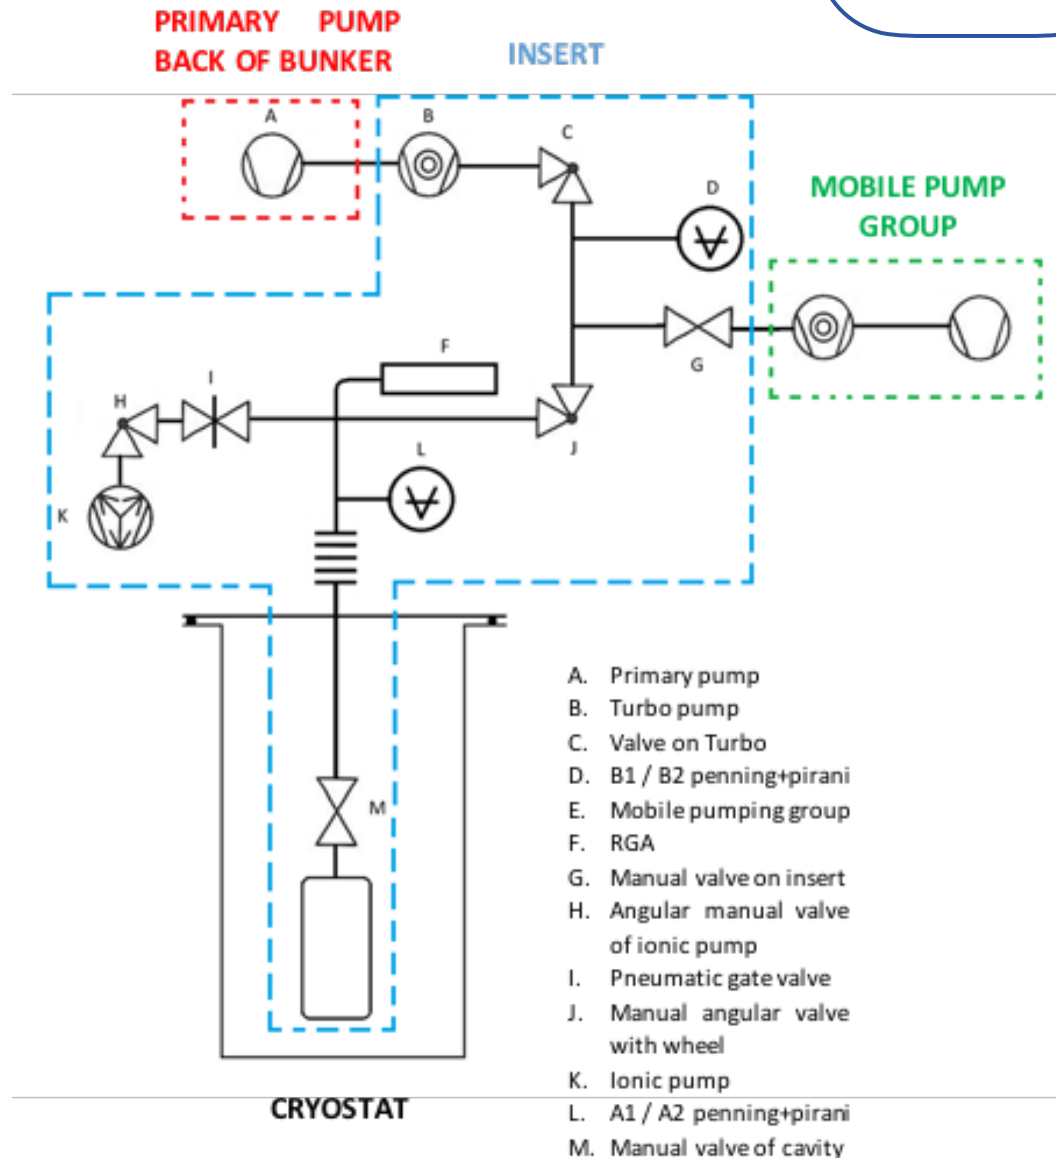 PRIMARY PUMP
BACK OF BUNKER
INSERT
A
B
C
D
MOBILE PUMP
GROUP
F
G
I
H
J
L
K
M
A. Primary pump
B. Turbo pump
C. Valve on Turbo
D. B1 / B2 penning+pirani
E. Mobile pumping group
F. RGA
G. Manual valve on insert
H. Angular manual valve
of ionic pump
I. Pneumatic gate valve
J. Manual angular valve
with wheel
K. Ionic pump
L. A1 / A2 penning+pirani
M. Manual valve of cavity
CRYOSTAT